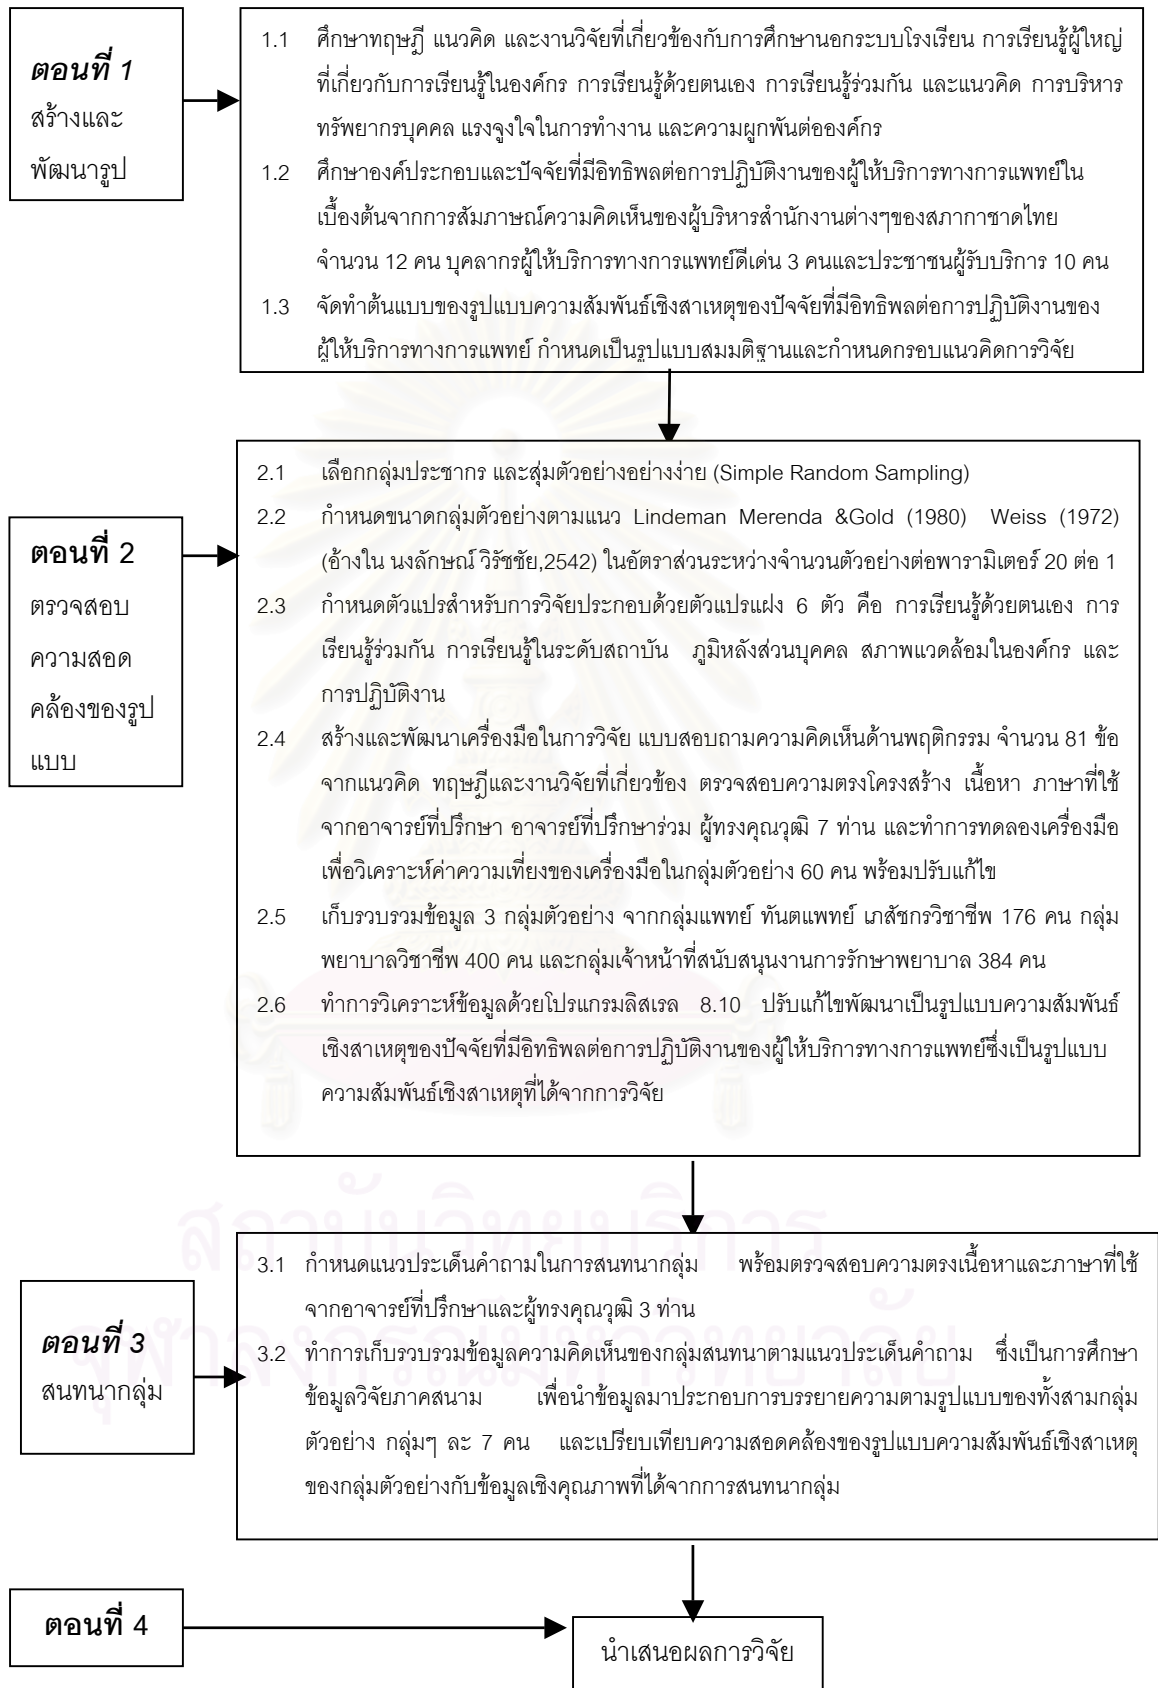 ตอนที่ 1
สร้างและ
พัฒนารูป
1.1 ศึกษาทฤษฎี แนวคิด และงานวิจัยที่เกี่ยวข้องกับการศึกษานอกระบบโรงเรียน การเรียนรู้ผู้ใหญ่
ที่เกี่ยวกับการเรียนรู้ในองค์กร การเรียนรู้ด้วยตนเอง การเรียนรู้ร่วมกัน และแนวคิด การบริหาร
ทรัพยากรบุคคล แรงจูงใจในการทำงาน และความผูกพันต่อองค์กร
1.2 ศึกษาองค์ประกอบและปัจจัยที่มีอิทธิพลต่อการปฏิบัติงานของผู้ให้บริการทางการแพทย์ใน
เบื้องต้นจากการสัมภาษณ์ความคิดเห็นของผู้บริหารสำนักงานต่างๆของสภากาชาดไทย
จำนวน 12 คน บุคลากรผู้ให้บริการทางการแพทย์ดีเด่น 3 คนและประชาชนผู้รับบริการ 10 คน
1.3 จัดทำต้นแบบของรูปแบบความสัมพันธ์เชิงสาเหตุของปัจจัยที่มีอิทธิพลต่อการปฏิบัติงานของ
ผู้ให้บริการทางการแพทย์ กำหนดเป็นรูปแบบสมมติฐานและกำหนดกรอบแนวคิดการวิจัย
ตอนที่ 2
ตรวจสอบ
ความสอด
คล้องของรูป
แบบ
2.1 เลือกกลุ่มประชากร และสุ่มตัวอย่างอย่างง่าย (Simple Random Sampling)
2.2 กำหนดขนาดกลุ่มตัวอย่างตามแนว Lindeman Merenda &Gold (1980) Weiss (1972)
(อ้างใน นงลักษณ์ วิรัชชัย,2542) ในอัตราส่วนระหว่างจำนวนตัวอย่างต่อพารามิเตอร์ 20 ต่อ 1
2.3 กำหนดตัวแปรสำหรับการวิจัยประกอบด้วยตัวแปรแฝง 6 ตัว คือ การเรียนรู้ด้วยตนเอง การ
เรียนรู้ร่วมกัน การเรียนรู้ในระดับสถาบัน ภูมิหลังส่วนบุคคล สภาพแวดล้อมในองค์กร และ
การปฏิบัติงาน
2.4 สร้างและพัฒนาเครื่องมือในการวิจัย แบบสอบถามความคิดเห็นด้านพฤติกรรม จำนวน 81 ข้อ
จากแนวคิด ทฤษฎีและงานวิจัยที่เกี่ยวข้อง ตรวจสอบความตรงโครงสร้าง เนื้อหา ภาษาที่ใช้
จากอาจารย์ที่ปรึกษา อาจารย์ที่ปรึกษาร่วม ผู้ทรงคุณวุฒิ 7 ท่าน และทำการทดลองเครื่องมือ
เพื่อวิเคราะห์ค่าความเที่ยงของเครื่องมือในกลุ่มตัวอย่าง 60 คน พร้อมปรับแก้ไข
2.5 เก็บรวบรวมข้อมูล 3 กลุ่มตัวอย่าง จากกลุ่มแพทย์ ทันตแพทย์ เภสัชกรวิชาชีพ 176 คน กลุ่ม
พยาบาลวิชาชีพ 400 คน และกลุ่มเจ้าหน้าที่สนับสนุนงานการรักษาพยาบาล 384 คน
2.6 ทำการวิเคราะห์ข้อมูลด้วยโปรแกรมลิสเรล 8.10 ปรับแก้ไขพัฒนาเป็นรูปแบบความสัมพันธ์
เชิงสาเหตุของปัจจัยที่มีอิทธิพลต่อการปฏิบัติงานของผู้ให้บริการทางการแพทย์ซึ่งเป็นรูปแบบ
ความสัมพันธ์เชิงสาเหตุที่ได้จากการวิจัย
สถาบันวิทยบริการ
จุฬาลงกรณ์มหาวิทยาลัย
ตอนที่ 3
สนทนากลุ่ม
3.1 กำหนดแนวประเด็นคำถามในการสนทนากลุ่ม พร้อมตรวจสอบความตรงเนื้อหาและภาษาที่ใช้
จากอาจารย์ที่ปรึกษาและผู้ทรงคุณวุฒิ 3 ท่าน
3.2 ทำการเก็บรวบรวมข้อมูลความคิดเห็นของกลุ่มสนทนาตามแนวประเด็นคำถาม ซึ่งเป็นการศึกษา
ข้อมูลวิจัยภาคสนาม เพื่อนำข้อมูลมาประกอบการบรรยายความตามรูปแบบของทั้งสามกลุ่ม
ตัวอย่าง กลุ่มๆ ละ 7 คน และเปรียบเทียบความสอดคล้องของรูปแบบความสัมพันธ์เชิงสาเหตุ
ของกลุ่มตัวอย่างกับข้อมูลเชิงคุณภาพที่ได้จากการสนทนากลุ่ม
ตอนที่ 4
นำเสนอผลการวิจัย